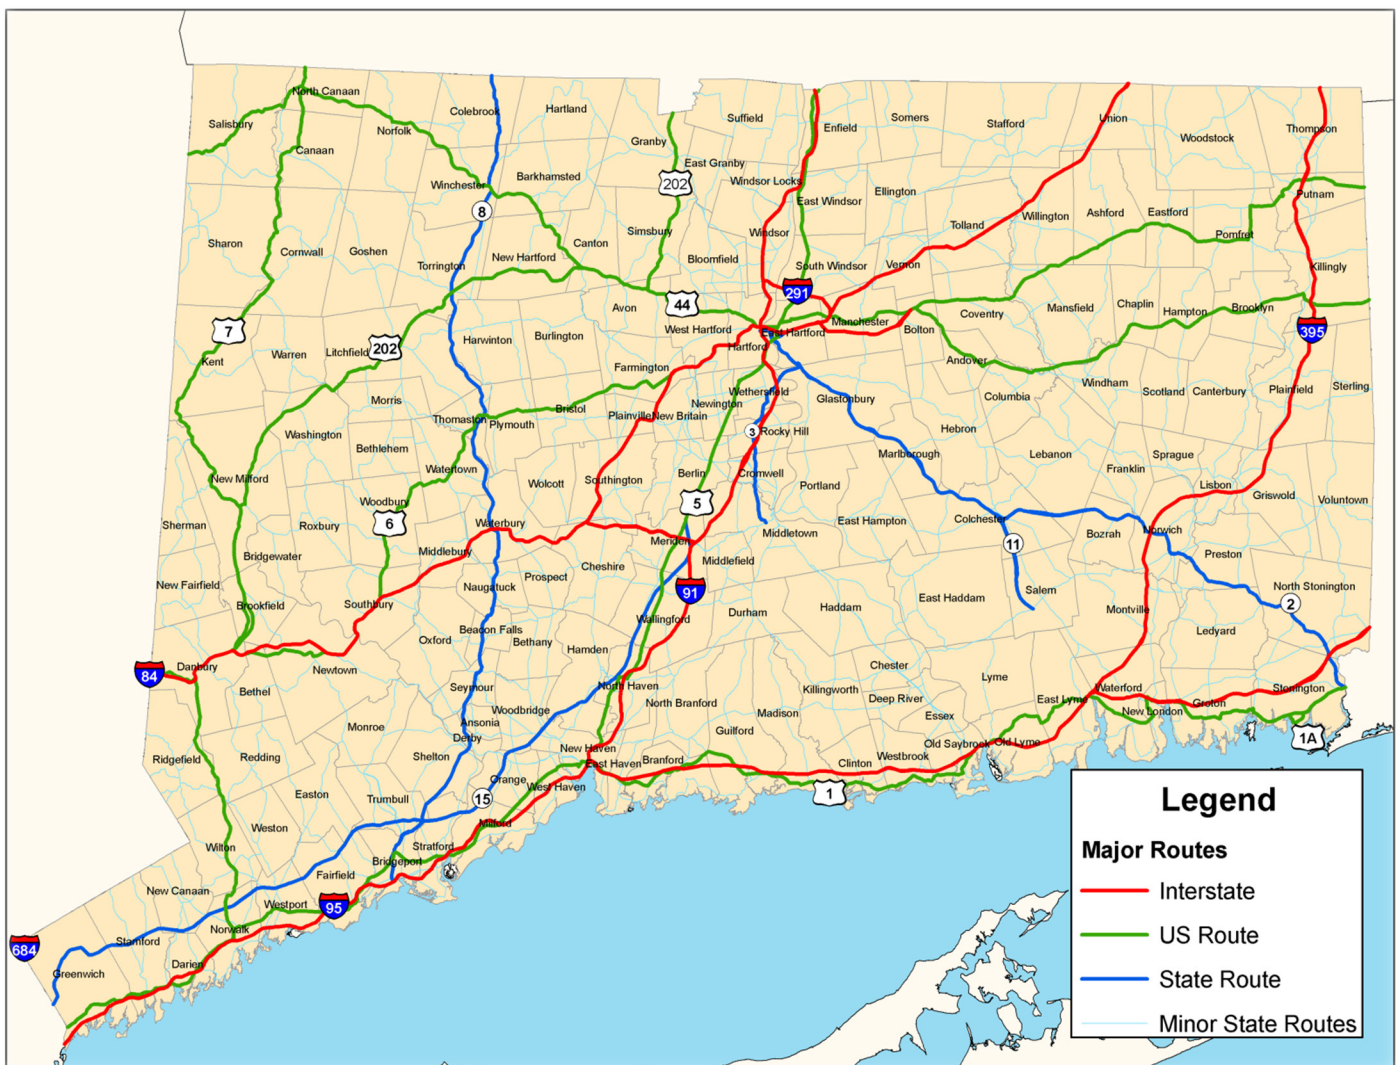 North Canaan
Colebrook
Hartland
Suffield
Enfield
Somers
Stafford
Union
Woodstock
Thompson
Salisbury
Norfolk
Canaan
Granby
East Granby
Winchester
Barkhamsted
202
Windsor Locks
East Windsor
Ellington
Putnam
8
Willington
Ashford
Eastford
Tolland
Pomfret
Sharon
Cornwall
Goshen
Simsbury
Windsor
Canton
Torrington
New Hartford
Bloomfield
South Windsor
Vernon
Killingly
291
44
Avon
Mansfield
Chaplin
Hampton
Brooklyn
Coventry
7
West Hartford
East Hartford
Manchester
Bolton
395
Burlington
Harwinton
Hartford
202
Litchfield
Warren
Kent
Farmington
Andover
Windham
Scotland
Canterbury
Plainfield
Sterling
Morris
Wethersfield
Newington
Glastonbury
Columbia
Bristol
Plainville
New Britain
Thomaston
Plymouth
3
Rocky Hill
Hebron
Washington
Bethlehem
Marlborough
Lebanon
Sprague
Franklin
Watertown
Berlin
Cromwell
New Milford
Wolcott
Southington
Portland
Lisbon
Griswold
Voluntown
Woodbury
5
Sherman
Roxbury
6
Waterbury
East Hampton
Colchester
Norwich
Meriden
Middletown
Bozrah
11
Middlebury
Preston
Bridgewater
Middlefield
Cheshire
Prospect
New Fairfield
Naugatuck
91
Salem
North Stonington
Brookfield
Southbury
Haddam
East Haddam
2
Durham
Montville
Wallingford
Beacon Falls
Oxford
Bethany
Hamden
Ledyard
84
Danbury
Newtown
Chester
Lyme
Bethel
Seymour
North Haven
Killingworth
Deep River
Waterford
Stonington
East Lyme
North Branford
Groton
New London
Woodbridge
Madison
Essex
Ansonia
Monroe
Derby
Guilford
1A
New Haven
Old Saybrook
Old Lyme
Ridgefield
Redding
Shelton
East Haven
Branford
Clinton
Westbrook
Orange
West Haven
15
1
Easton
Trumbull
Weston
Milford
Wilton
Stratford
Bridgeport
Fairfield
New Canaan
Westport
95
Norwalk
Stamford
684
Darien
Greenwich
Legend
Major Routes
Interstate
US Route
State Route
Minor State Routes